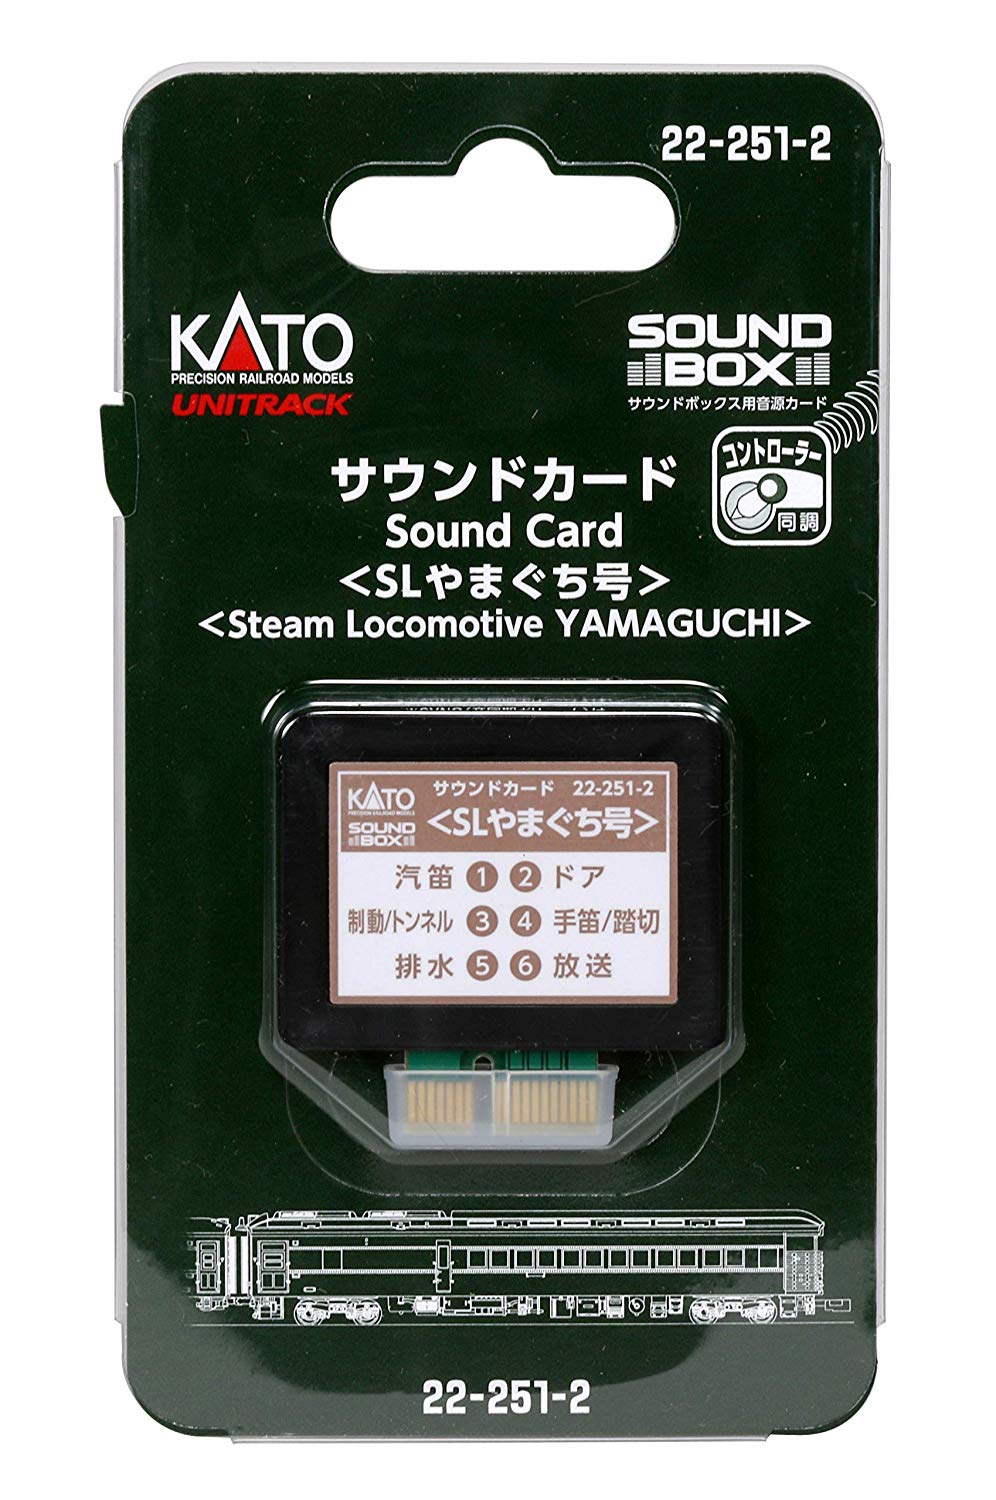 22-251-2
KATO
PRECISION RAILROAD MODELS
UNITRACK
SOUND
BOX
サウンドボックス用音源カード
コントローラー
同調
サウンドカード
Sound Card
<SLやまぐち号>
<Steam Locomotive YAMAGUCHI>
KATO
PRECISION RAILROAD MODELS
SOUND
BOX
サウンドカード 22-251-2
<SLやまぐち号>
汽笛 1 2 ドア
制動/トンネル 3 4 手笛/踏切
排水 5 6 放送
22-251-2